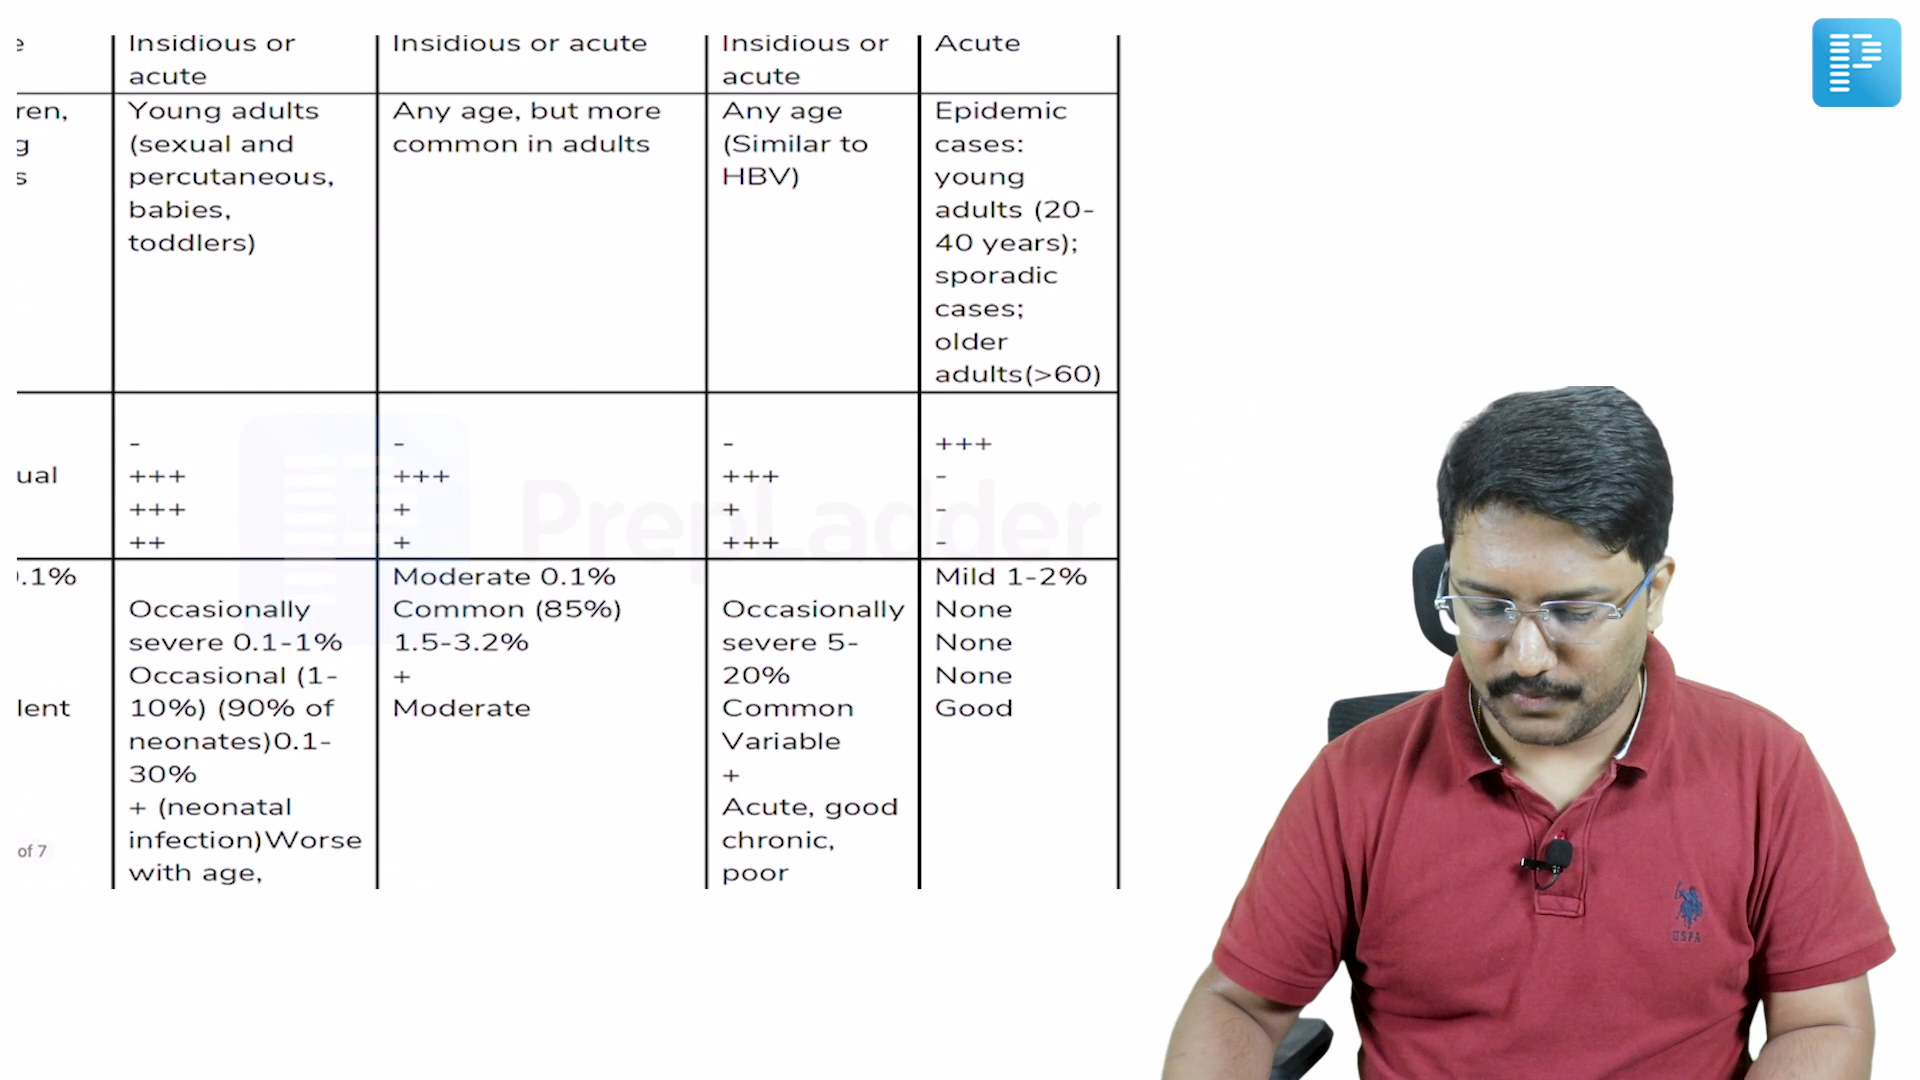 e
Insidious or
acute
Insidious or acute
Insidious or
acute
Acute
ren,
g
s
Young adults
(sexual and
percutaneous,
babies,
toddlers)
Any age, but more
common in adults
Any age
(Similar to
HBV)
Epidemic
cases:
young
adults (20-
40 years);
sporadic
cases;
older
adults(>60)
ual
-
+++
+++
++
-
+++
+
+
-
+++
+
+++
+++
-
-
-
.1%
lent
Occasionally
severe 0.1-1%
Occasional (1-
10%) (90% of
neonates)0.1-
30%
+ (neonatal
infection)Worse
with age,
Moderate 0.1%
Common (85%)
1.5-3.2%
+
Moderate
Occasionally
severe 5-
20%
Common
Variable
+
Acute, good
chronic,
poor
Mild 1-2%
None
None
None
Good
of 7
PrepLadder
USPA